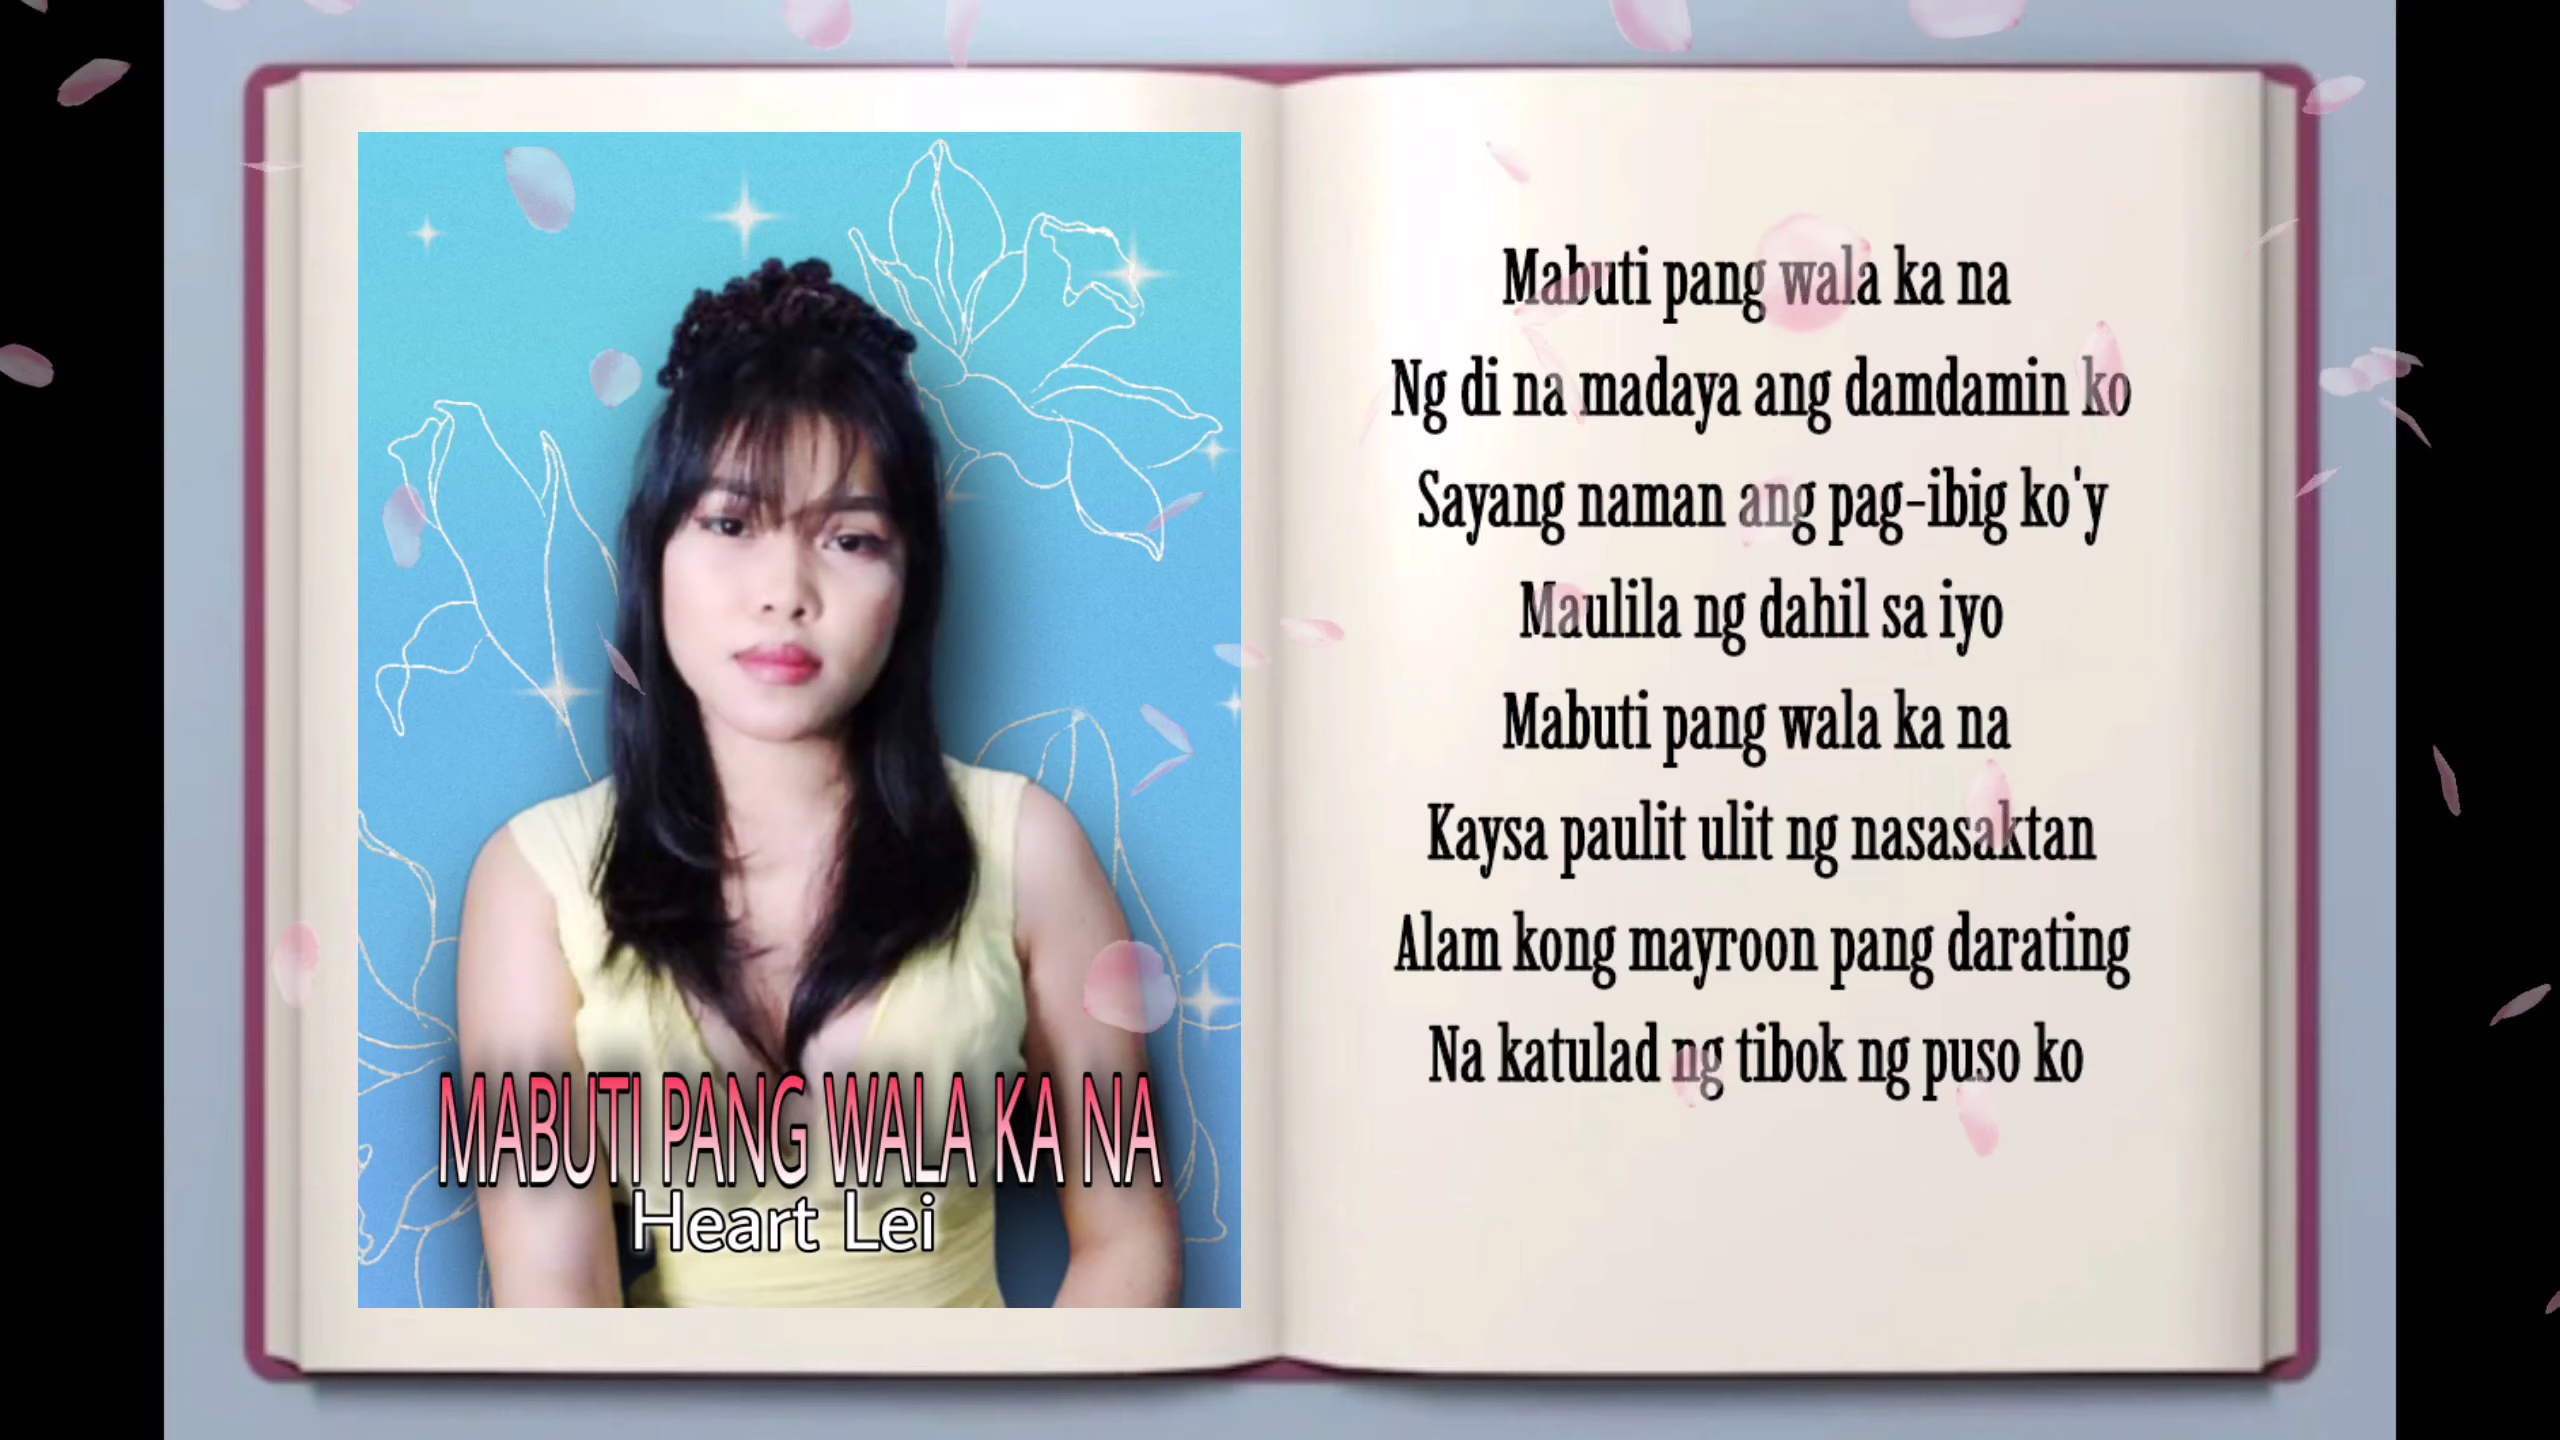 MABUTI PANG WALA KA NA
Heart Lei
Mabuti pang wala ka na
Ng di na madaya ang damdamin ko
Sayang naman ang pag-ibig ko'y
Maulila ng dahil sa iyo
Mabuti pang wala ka na
Kaysa paulit ulit ng nasasaktan
Alam kong mayroon pang darating
Na katulad ng tibok ng puso ko